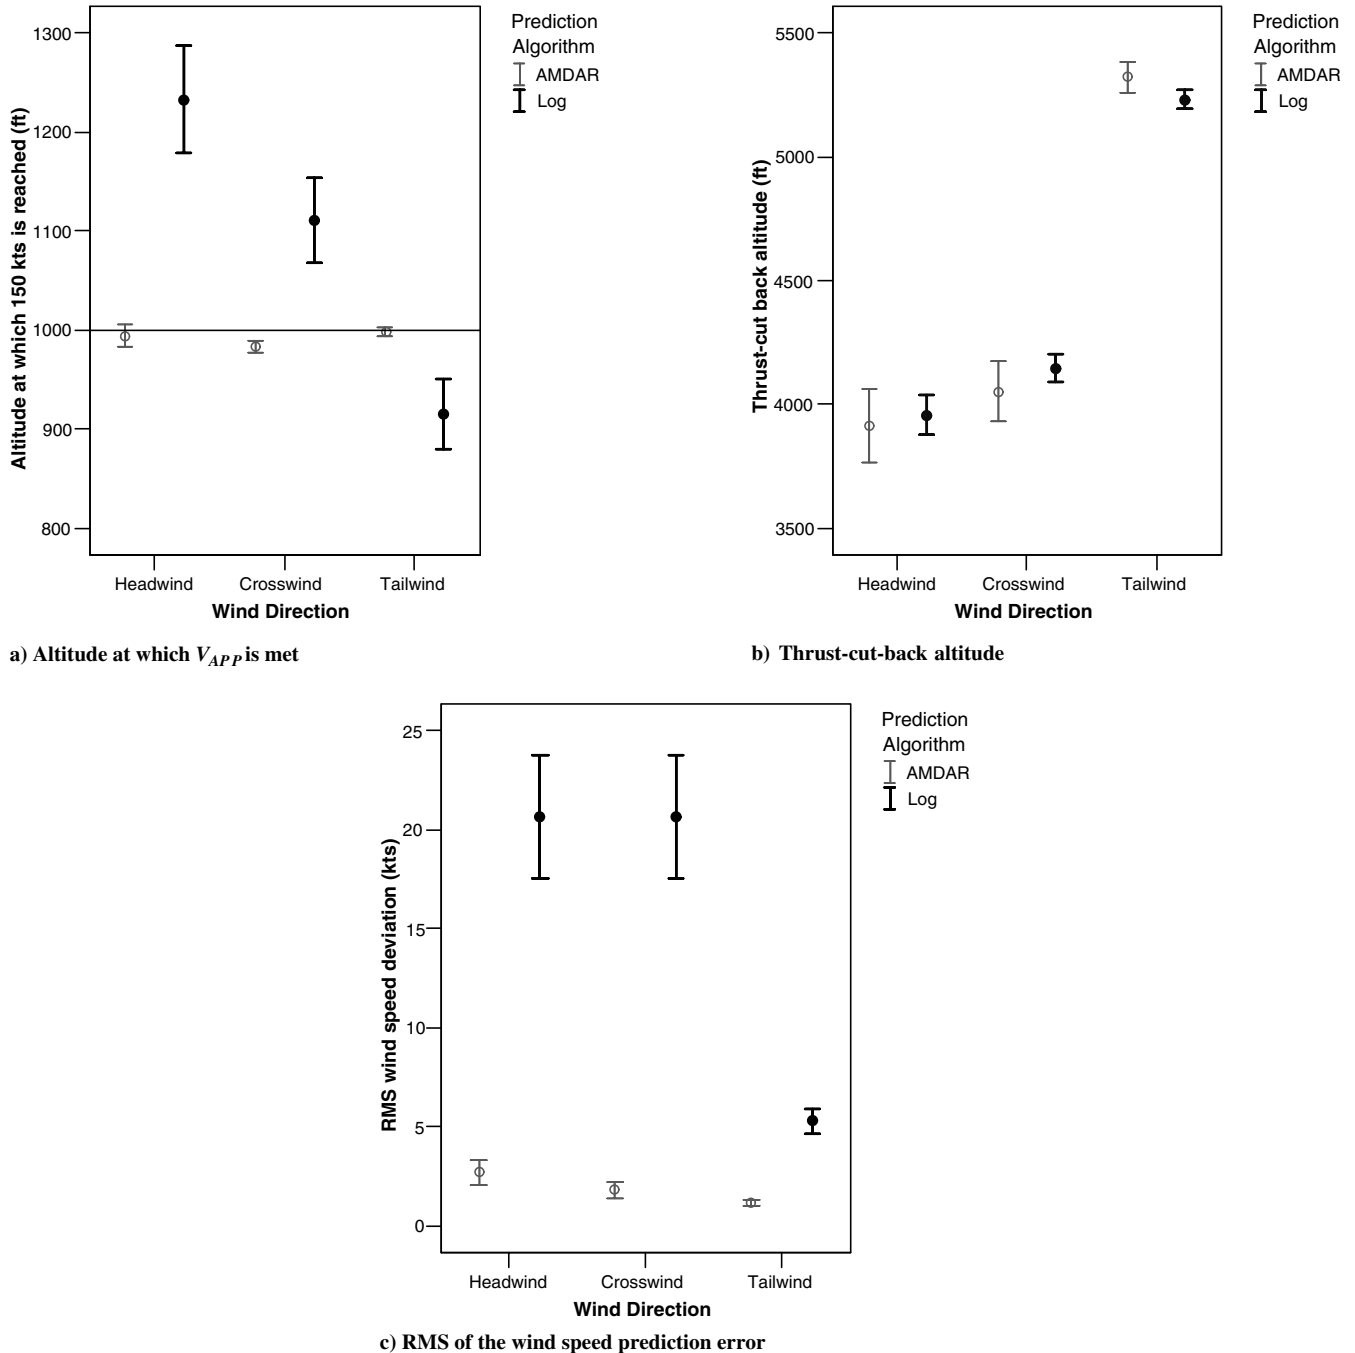 Altitude at which 150 kts is reached (ft)
1300
1200
1100
1000
900
800
Headwind
Crosswind
Tailwind
Wind Direction
Prediction
Algorithm
AMDAR
Log
a) Altitude at which VAPP is met
Thrust-cut back altitude (ft)
5500
5000
4500
4000
3500
Headwind
Crosswind
Tailwind
Wind Direction
Prediction
Algorithm
AMDAR
Log
b) Thrust-cut-back altitude
RMS wind speed deviation (kts)
25
20
15
10
5
0
Headwind
Crosswind
Tailwind
Wind Direction
Prediction
Algorithm
AMDAR
Log
c) RMS of the wind speed prediction error